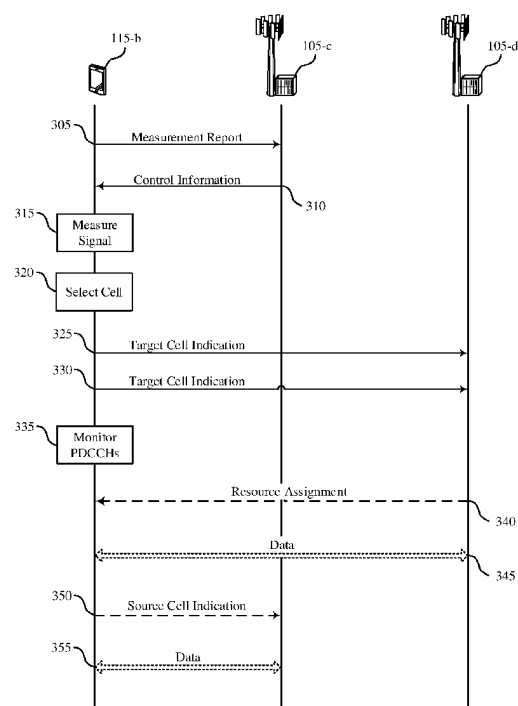 115-b
105-c
105-d
305
Measurement Report
Control Information
310
315
Measure
Signal
320
Select Cell
325
Target Cell Indication
330
Target Cell Indication
335
Monitor
PDCCHs
Resource Assignment
340
Data
345
350
Source Cell Indication
355
Data